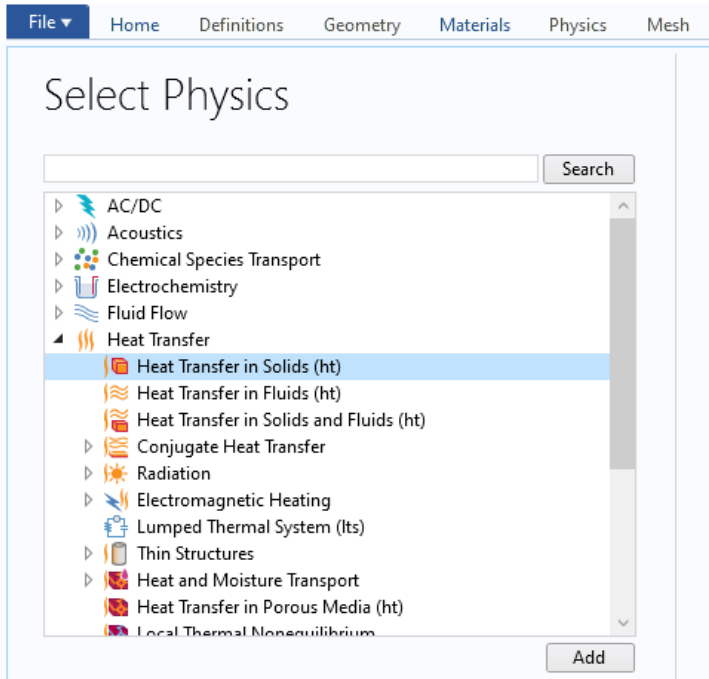 File Home Definitions Geometry Materials Physics Mesh
Select Physics
Search
AC/DC
Acoustics
Chemical Species Transport
Electrochemistry
Fluid Flow
Heat Transfer
Heat Transfer in Solids (ht)
Heat Transfer in Fluids (ht)
Heat Transfer in Solids and Fluids (ht)
Conjugate Heat Transfer
Radiation
Electromagnetic Heating
Lumped Thermal System (lts)
Thin Structures
Heat and Moisture Transport
Heat Transfer in Porous Media (ht)
Local Thermal Nonequilibrium
Add